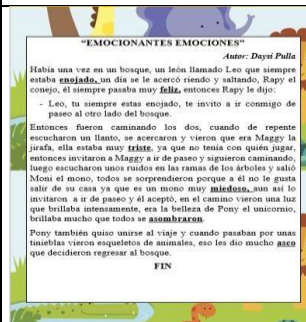 "EMOCIONANTES EMOCIONES"
Autor: Daysi Pulla
Había una vez en un bosque, un león llamado Leo que siempre
estaba enojado, un día se le acercó riendo y saltando, Rapy el
conejo, él siempre pasaba muy feliz, entonces Rapy le dijo:
- Leo, tu siempre estas enojado, te invito a ir conmigo de
paseo al otro lado del bosque.
Entonces fueron caminando los dos, cuando de repente
escucharon un llanto, se acercaron y vieron que era Maggy la
jirafa, ella estaba muy triste, ya que no tenía con quién jugar,
entonces invitaron a Maggy a ir de paseo y siguieron caminando,
luego escucharon unos ruidos en las ramas de los árboles y salió
Moni el mono, todos se sorprendieron porque a él no le gusta
salir de su casa ya que es un mono muy miedoso, aun así lo
invitaron a ir de paseo y él aceptó, en el camino vieron una luz
que brillaba intensamente, era la belleza de Pony el unicornio,
brillaba mucho que todos se asombraron.
Pony también quiso unirse al viaje y cuando pasaban por unas
tinieblas vieron esqueletos de animales, eso les dio mucho asco
que decidieron regresar al bosque.
FIN